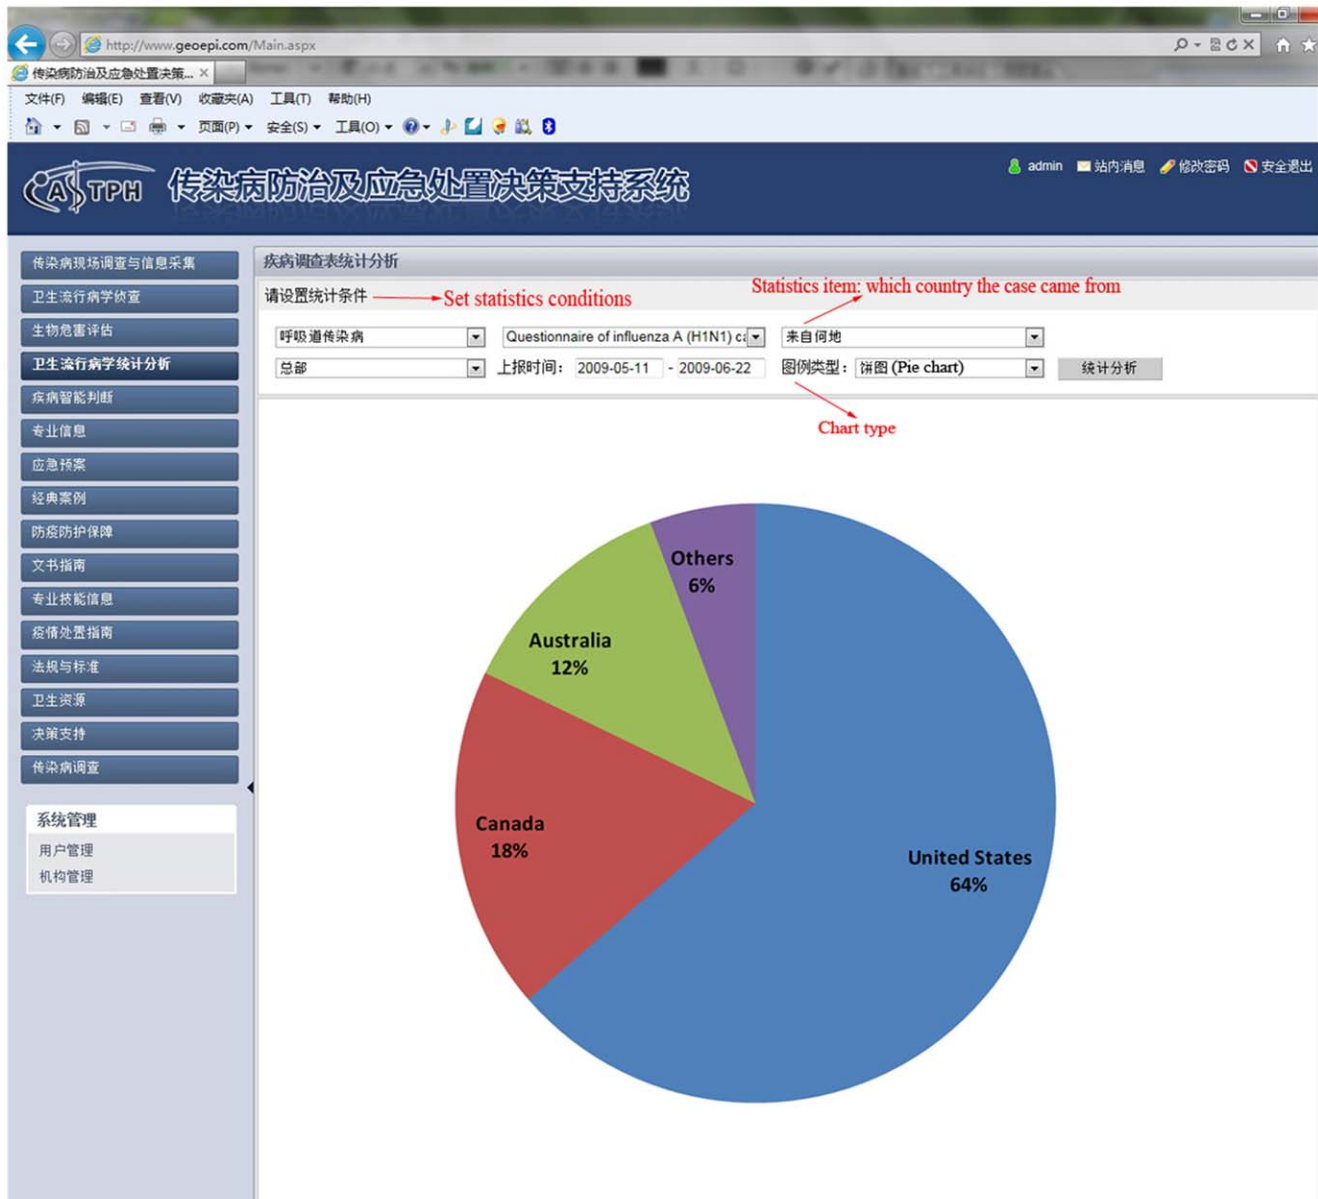 http://www.geoepi.com/Main.aspx
传染病防治及应急处置决策... ×
文件(F) 编辑(E) 查看(V) 收藏夹(A) 工具(T) 帮助(H)
页面(P) 安全(S) 工具(O)
CASTPH 传染病防治及应急处置决策支持系统
admin 站内消息 修改密码 安全退出
传染病现场调查与信息采集
卫生流行病学侦查
生物危害评估
卫生流行病学统计分析
疾病智能判断
专业信息
应急预案
经典案例
防疫防护保障
文书指南
专业技能信息
疫情处置指南
法规与标准
卫生资源
决策支持
传染病调查
系统管理
用户管理
机构管理
疾病调查表统计分析
请设置统计条件 Set statistics conditions
Statistics item: which country the case came from
呼吸道传染病 Questionnaire of influenza A (H1N1) ca 来自何地
总部 上报时间: 2009-05-11 - 2009-06-22 图例类型: 饼图 (Pie chart) 统计分析
Chart type
Others
6%
Australia
12%
Canada
18%
United States
64%